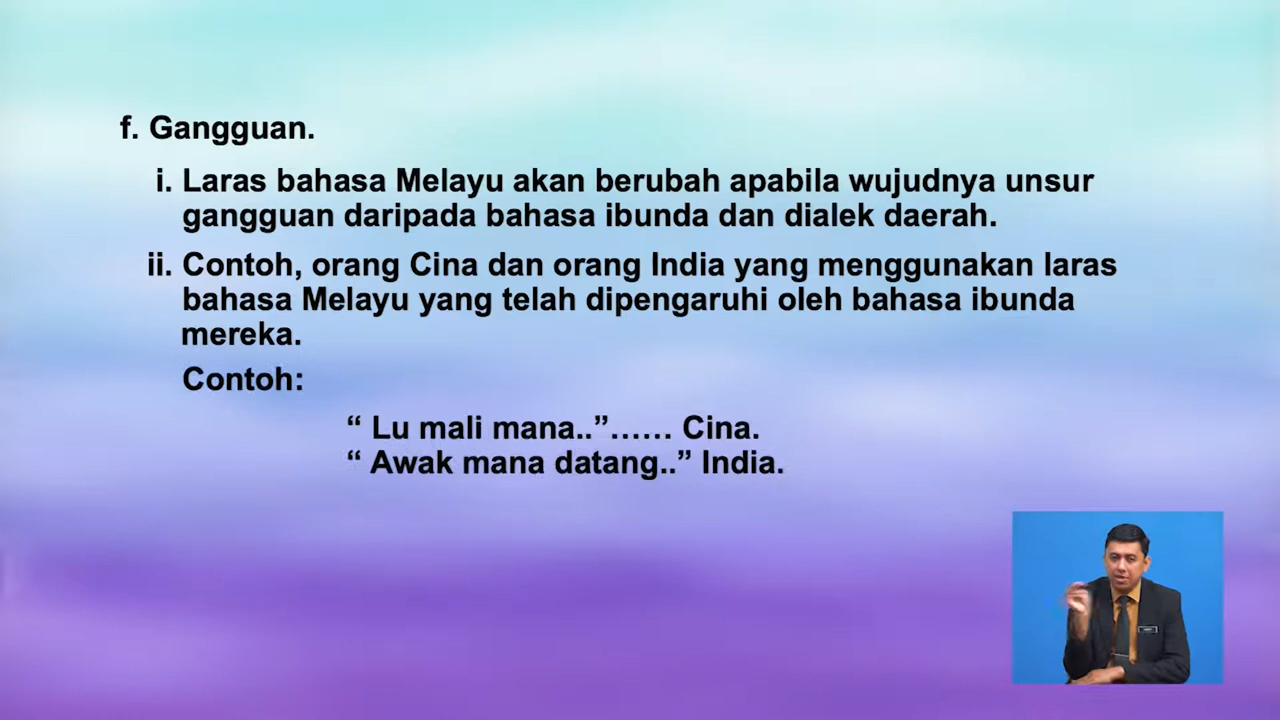 f. Gangguan.
i. Laras bahasa Melayu akan berubah apabila wujudnya unsur
gangguan daripada bahasa ibunda dan dialek daerah.
ii. Contoh, orang Cina dan orang India yang menggunakan laras
bahasa Melayu yang telah dipengaruhi oleh bahasa ibunda
mereka.
Contoh:
“ Lu mali mana..”…… Cina.
“ Awak mana datang..” India.